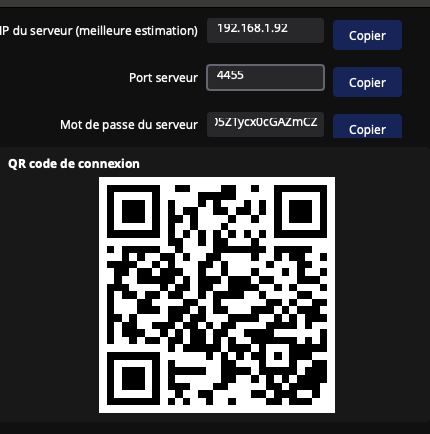 IP du serveur (meilleure estimation) 192.168.1.92 Copier
Port serveur 4455 Copier
Mot de passe du serveur J5ZTycx0cGAZmCZ Copier
QR code de connexion